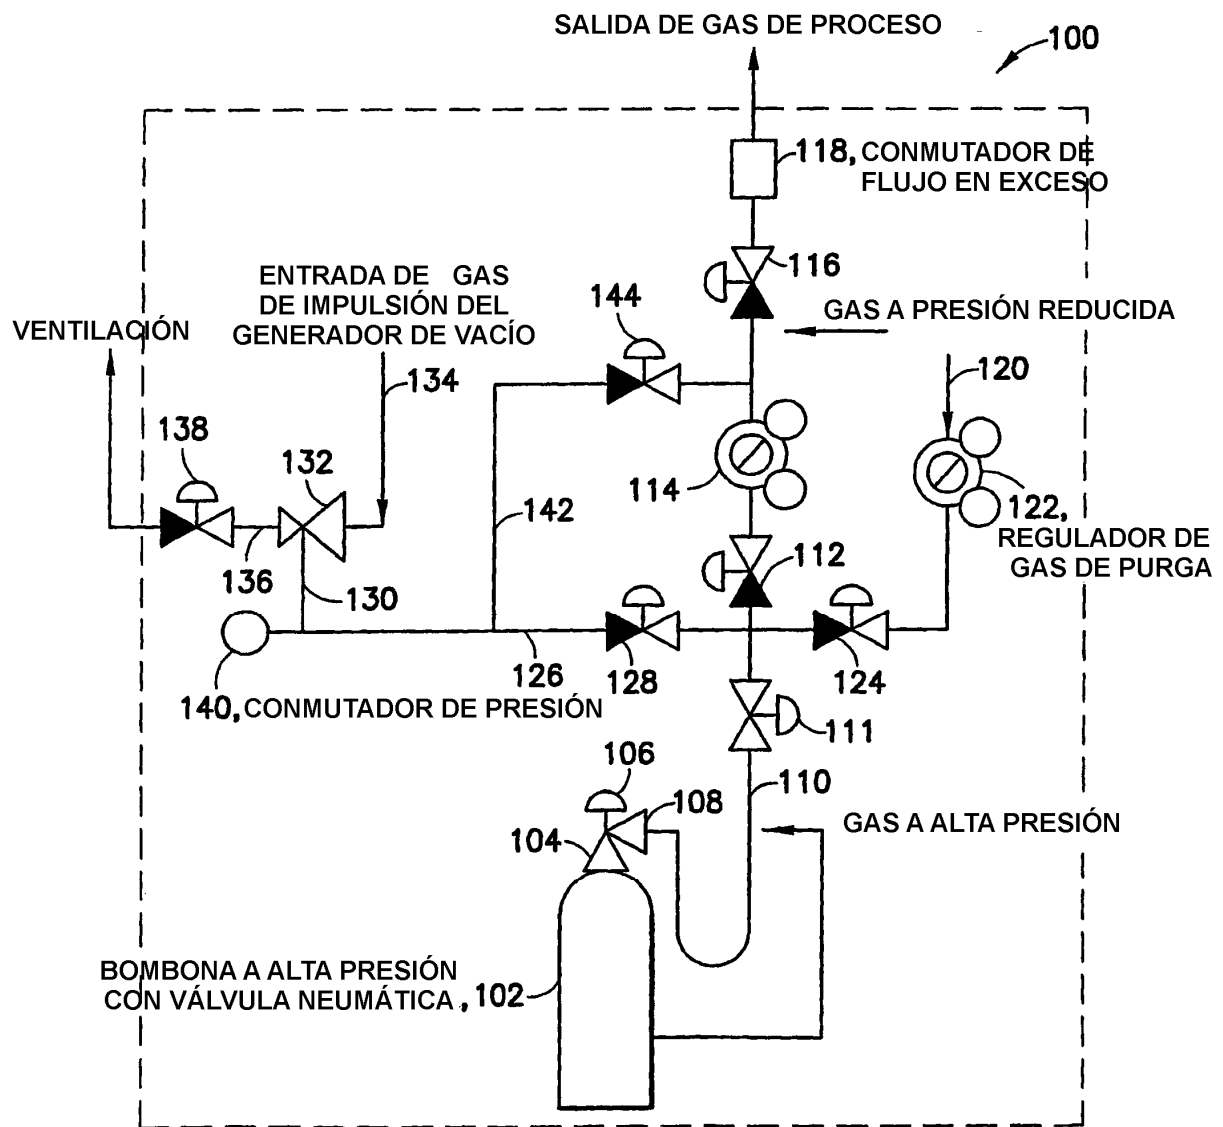 SALIDA DE GAS DE PROCESO
100
118, CONMUTADOR DE
FLUJO EN EXCESO
116
ENTRADA DE GAS
DE IMPULSIÓN DEL
GENERADOR DE VACÍO
VENTILACIÓN
144
GAS A PRESIÓN REDUCIDA
134
120
138
132
114
122,
REGULADOR DE
GAS DE PURGA
142
112
136
130
126
128
124
140, CONMUTADOR DE PRESIÓN
111
106
108
110
104
GAS A ALTA PRESIÓN
BOMBONA A ALTA PRESIÓN
CON VÁLVULA NEUMÁTICA, 102